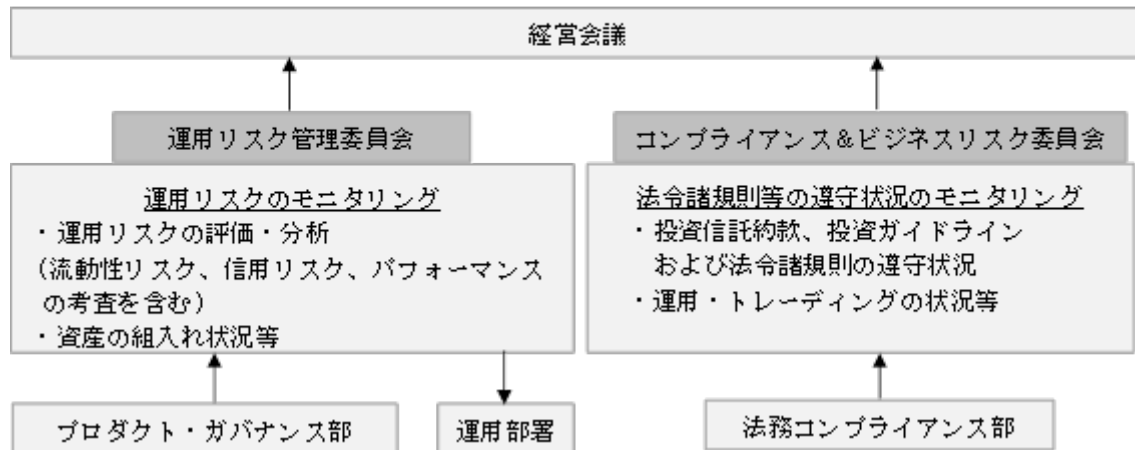 経営会議
運用リスク管理委員会
運用リスクのモニタリング
・運用リスクの評価・分析
(流動性リスク、信用リスク、パフォーマンス
の考査を含む)
・資産の組入れ状況等
プロダクト・ガバナンス部
運用部署
コンプライアンス&ビジネスリスク委員会
法令諸規則等の遵守状況のモニタリング
・投資信託約款、投資ガイドライン
および法令諸規則の遵守状況
・運用・トレーディングの状況等
法務コンプライアンス部